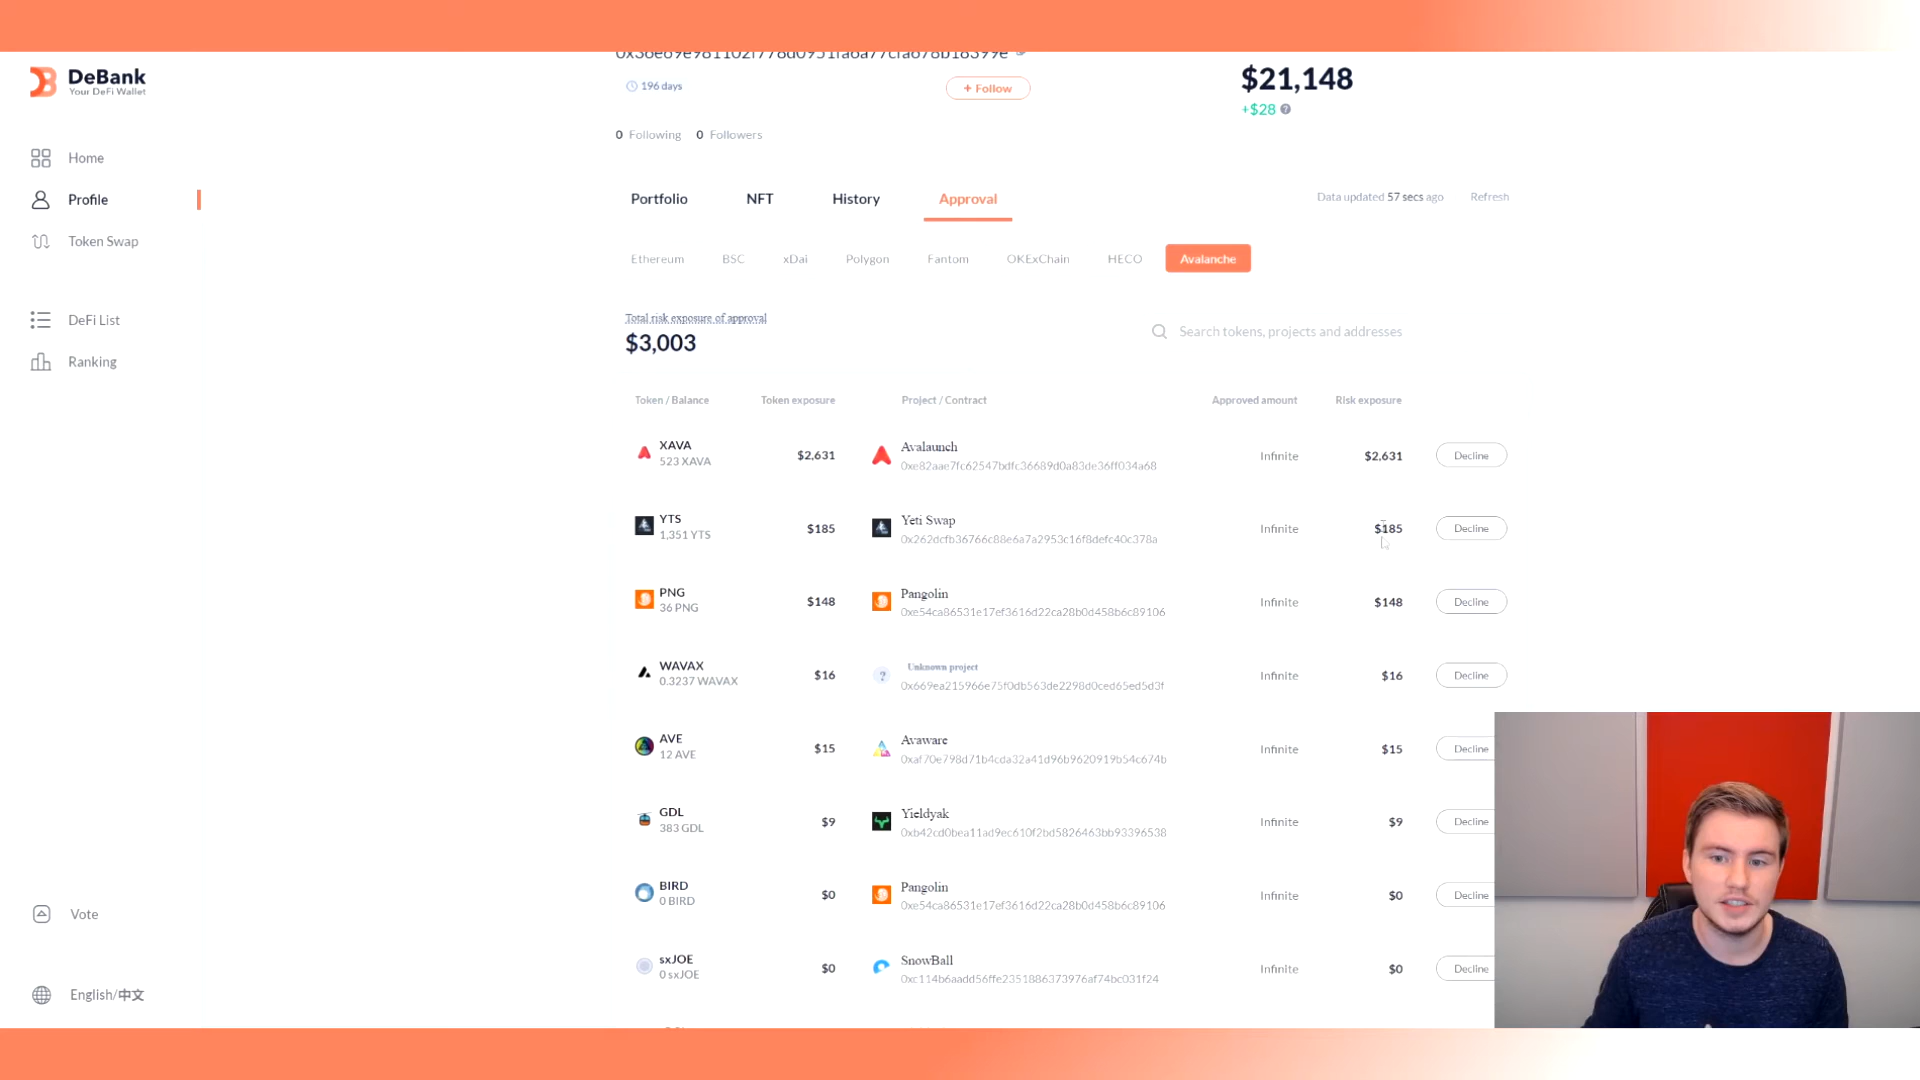 DeBank
Your DeFi Wallet
Home
Profile
Token Swap
DeFi List
Ranking
Vote
English/中文
196 days
+ Follow
$21,148
+$28
0 Following 0 Followers
Portfolio NFT History Approval
Data updated 57 secs ago Refresh
Ethereum BSC xDai Polygon Fantom OKExChain HECO Avalanche
Total risk exposure of approval
$3,003
Search tokens, projects and addresses
Token / Balance Token exposure Project / Contract Approved amount Risk exposure
XAVA
523 XAVA
$2,631
Avalaunch
0xe82aae7fc62547bdfc36689d0a83de36ff034a68
Infinite $2,631 Decline
YTS
1,351 YTS
$185
Yeti Swap
0x262dcfb36766c88e6a7a2953c16f8defc40c378a
Infinite $185 Decline
PNG
36 PNG
$148
Pangolin
0xe54ca86531e17ef3616d22ca28b0d458b6c89106
Infinite $148 Decline
WAVAX
0.3237 WAVAX
$16
Unknown project
0x669ea215966e75f0db563de2298d0ced65ed5d3f
Infinite $16 Decline
AVE
12 AVE
$15
Avaware
0xaf70e798d71b4cda32a41d96b9620919b54c674b
Infinite $15 Decline
GDL
383 GDL
$9
Yieldyak
0xb42cd0bea11ad9ec610f2bd5826463bb93396538
Infinite $9 Decline
BIRD
0 BIRD
$0
Pangolin
0xe54ca86531e17ef3616d22ca28b0d458b6c89106
Infinite $0 Decline
sxJOE
0 sxJOE
$0
SnowBall
0xc114b6aadd56ffe2351886373976af74bc031f24
Infinite $0 Decline